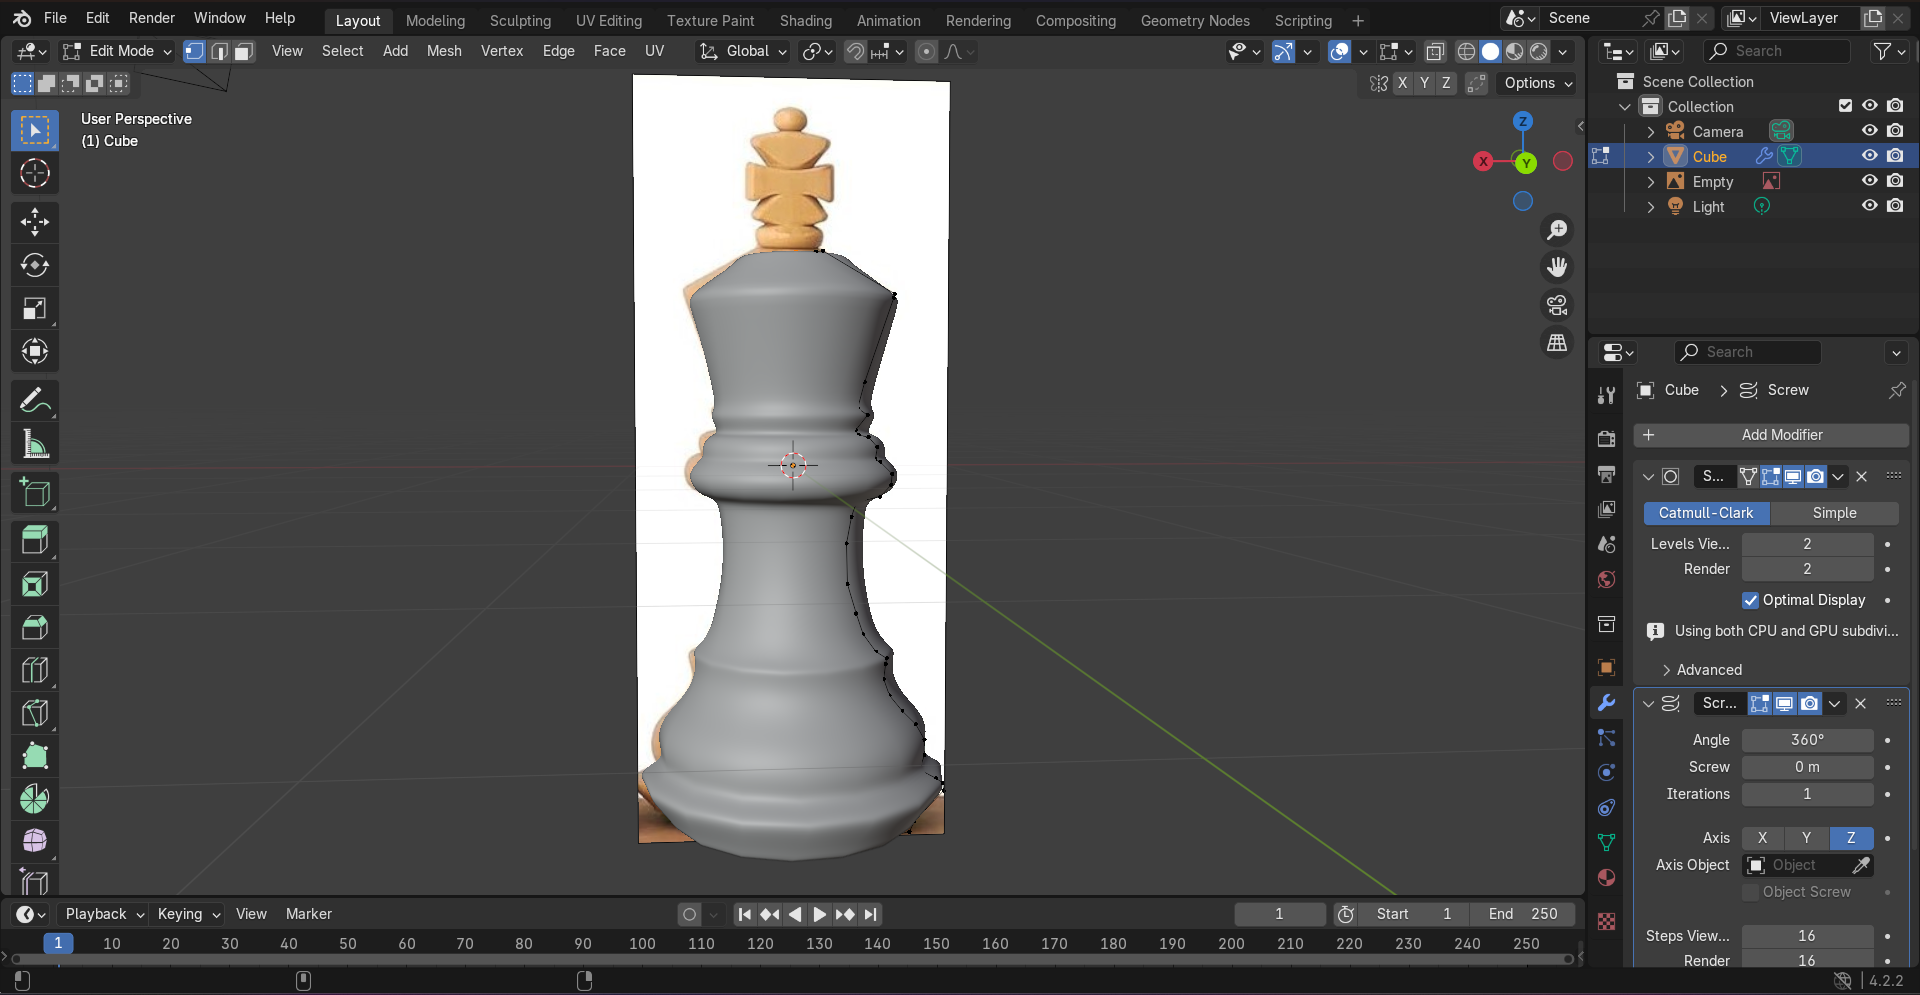 File Edit Render Window Help Layout Modeling Sculpting UV Editing Texture Paint Shading Animation Rendering Compositing Geometry Nodes Scripting + Scene ViewLayer
Edit Mode View Select Add Mesh Vertex Edge Face UV Global Search
X Y Z Options
User Perspective
(1) Cube
Z
X
Y
Scene Collection
Collection
Camera
Cube
Empty
Light
Search
Cube > Screw
+ Add Modifier
S...
Catmull-Clark Simple
Levels Vie... 2
Render 2
Optimal Display
Using both CPU and GPU subdivi...
Advanced
Scr...
Angle 360°
Screw 0 m
Iterations 1
Axis X Y Z
Axis Object Object
Object Screw
Steps View... 16
Render 16
Playback Keying View Marker 1 Start 1 End 250
1 10 20 30 40 50 60 70 80 90 100 110 120 130 140 150 160 170 180 190 200 210 220 230 240 250
4.2.2